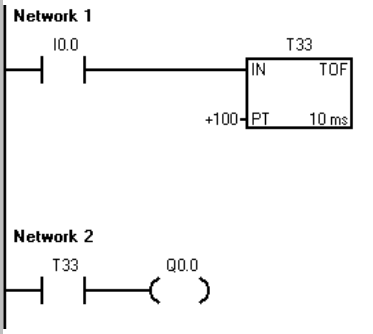 Network 1
I0.0
T33
IN TOF
+100 PT 10 ms
Network 2
T33 Q0.0